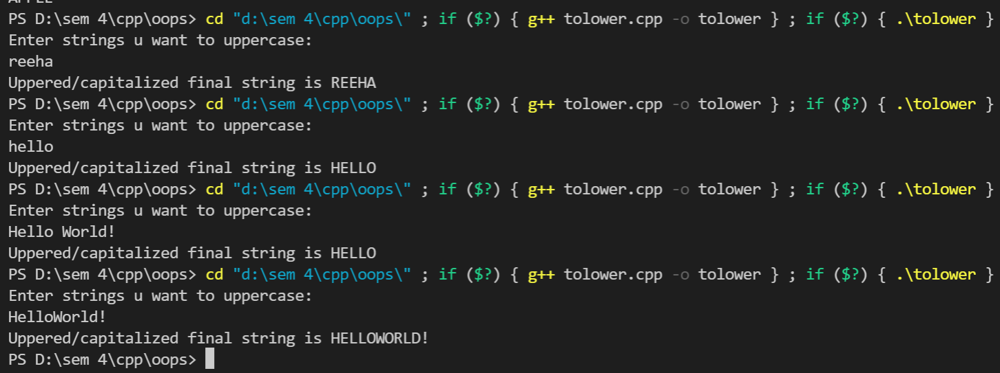 APPLE
PS D:\sem 4\cpp\oops> cd "d:\sem 4\cpp\oops\" ; if ($?) { g++ tolower.cpp -o tolower } ; if ($?) { .\tolower }
Enter strings u want to uppercase:
reeha
Uppered/capitalized final string is REEHA
PS D:\sem 4\cpp\oops> cd "d:\sem 4\cpp\oops\" ; if ($?) { g++ tolower.cpp -o tolower } ; if ($?) { .\tolower }
Enter strings u want to uppercase:
hello
Uppered/capitalized final string is HELLO
PS D:\sem 4\cpp\oops> cd "d:\sem 4\cpp\oops\" ; if ($?) { g++ tolower.cpp -o tolower } ; if ($?) { .\tolower }
Enter strings u want to uppercase:
Hello World!
Uppered/capitalized final string is HELLO
PS D:\sem 4\cpp\oops> cd "d:\sem 4\cpp\oops\" ; if ($?) { g++ tolower.cpp -o tolower } ; if ($?) { .\tolower }
Enter strings u want to uppercase:
HelloWorld!
Uppered/capitalized final string is HELLOWORLD!
PS D:\sem 4\cpp\oops>